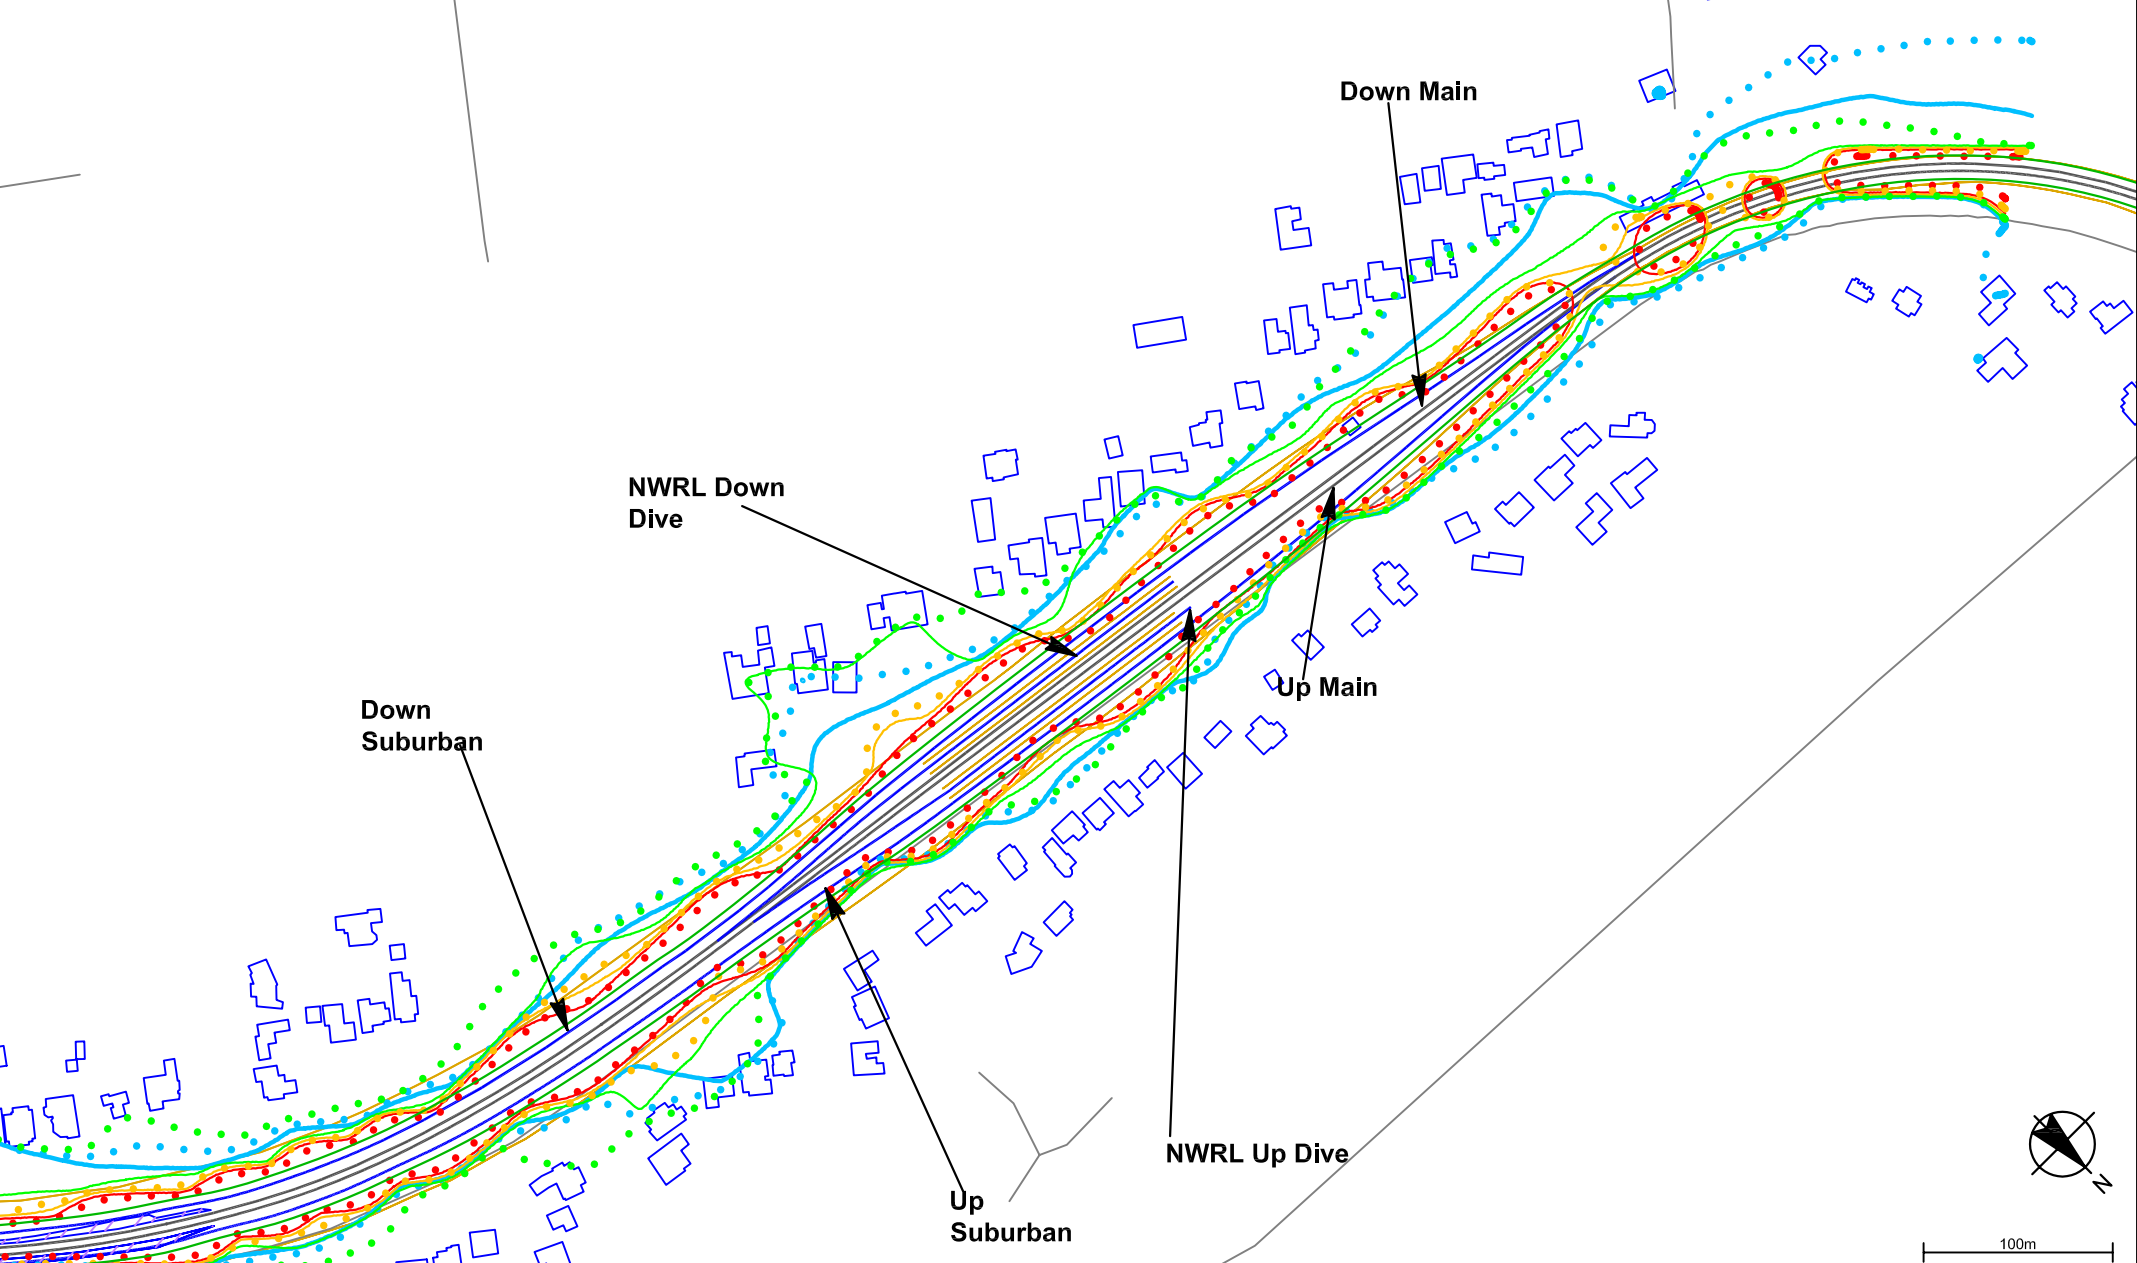 Down Main
NWRL Down
Dive
Up Main
Down
Suburban
NWRL Up Dive
Up
Suburban
N
100m